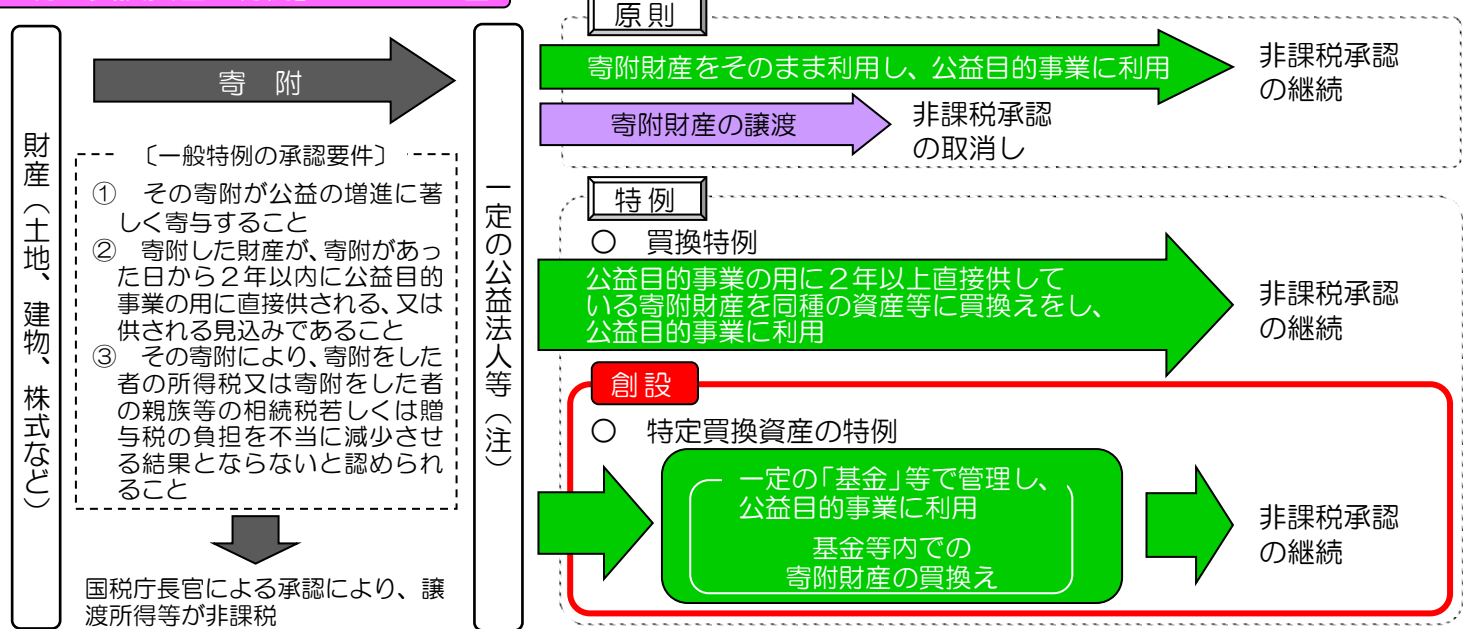 財産（土地、建物、株式など）
寄　附
〔一般特例の承認要件〕
①　その寄附が公益の増進に著
しく寄与すること
②　寄附した財産が、寄附があっ
た日から２年以内に公益目的
事業の用に直接供される、又は
供される見込みであること
③　その寄附により、寄附をした
者の所得税又は寄附をした者
の親族等の相続税若しくは贈
与税の負担を不当に減少させ
る結果とならないと認められ
ること
国税庁長官による承認により、譲
渡所得等が非課税
一定の公益法人等（注）
原則
寄附財産をそのまま利用し、公益目的事業に利用
非課税承認
の継続
寄附財産の譲渡
非課税承認
の取消し
特例
○　買換特例
公益目的事業の用に２年以上直接供して
いる寄附財産を同種の資産等に買換えをし、
公益目的事業に利用
非課税承認
の継続
創設
○　特定買換資産の特例
一定の「基金」等で管理し、
公益目的事業に利用
基金等内での
寄附財産の買換え
非課税承認
の継続